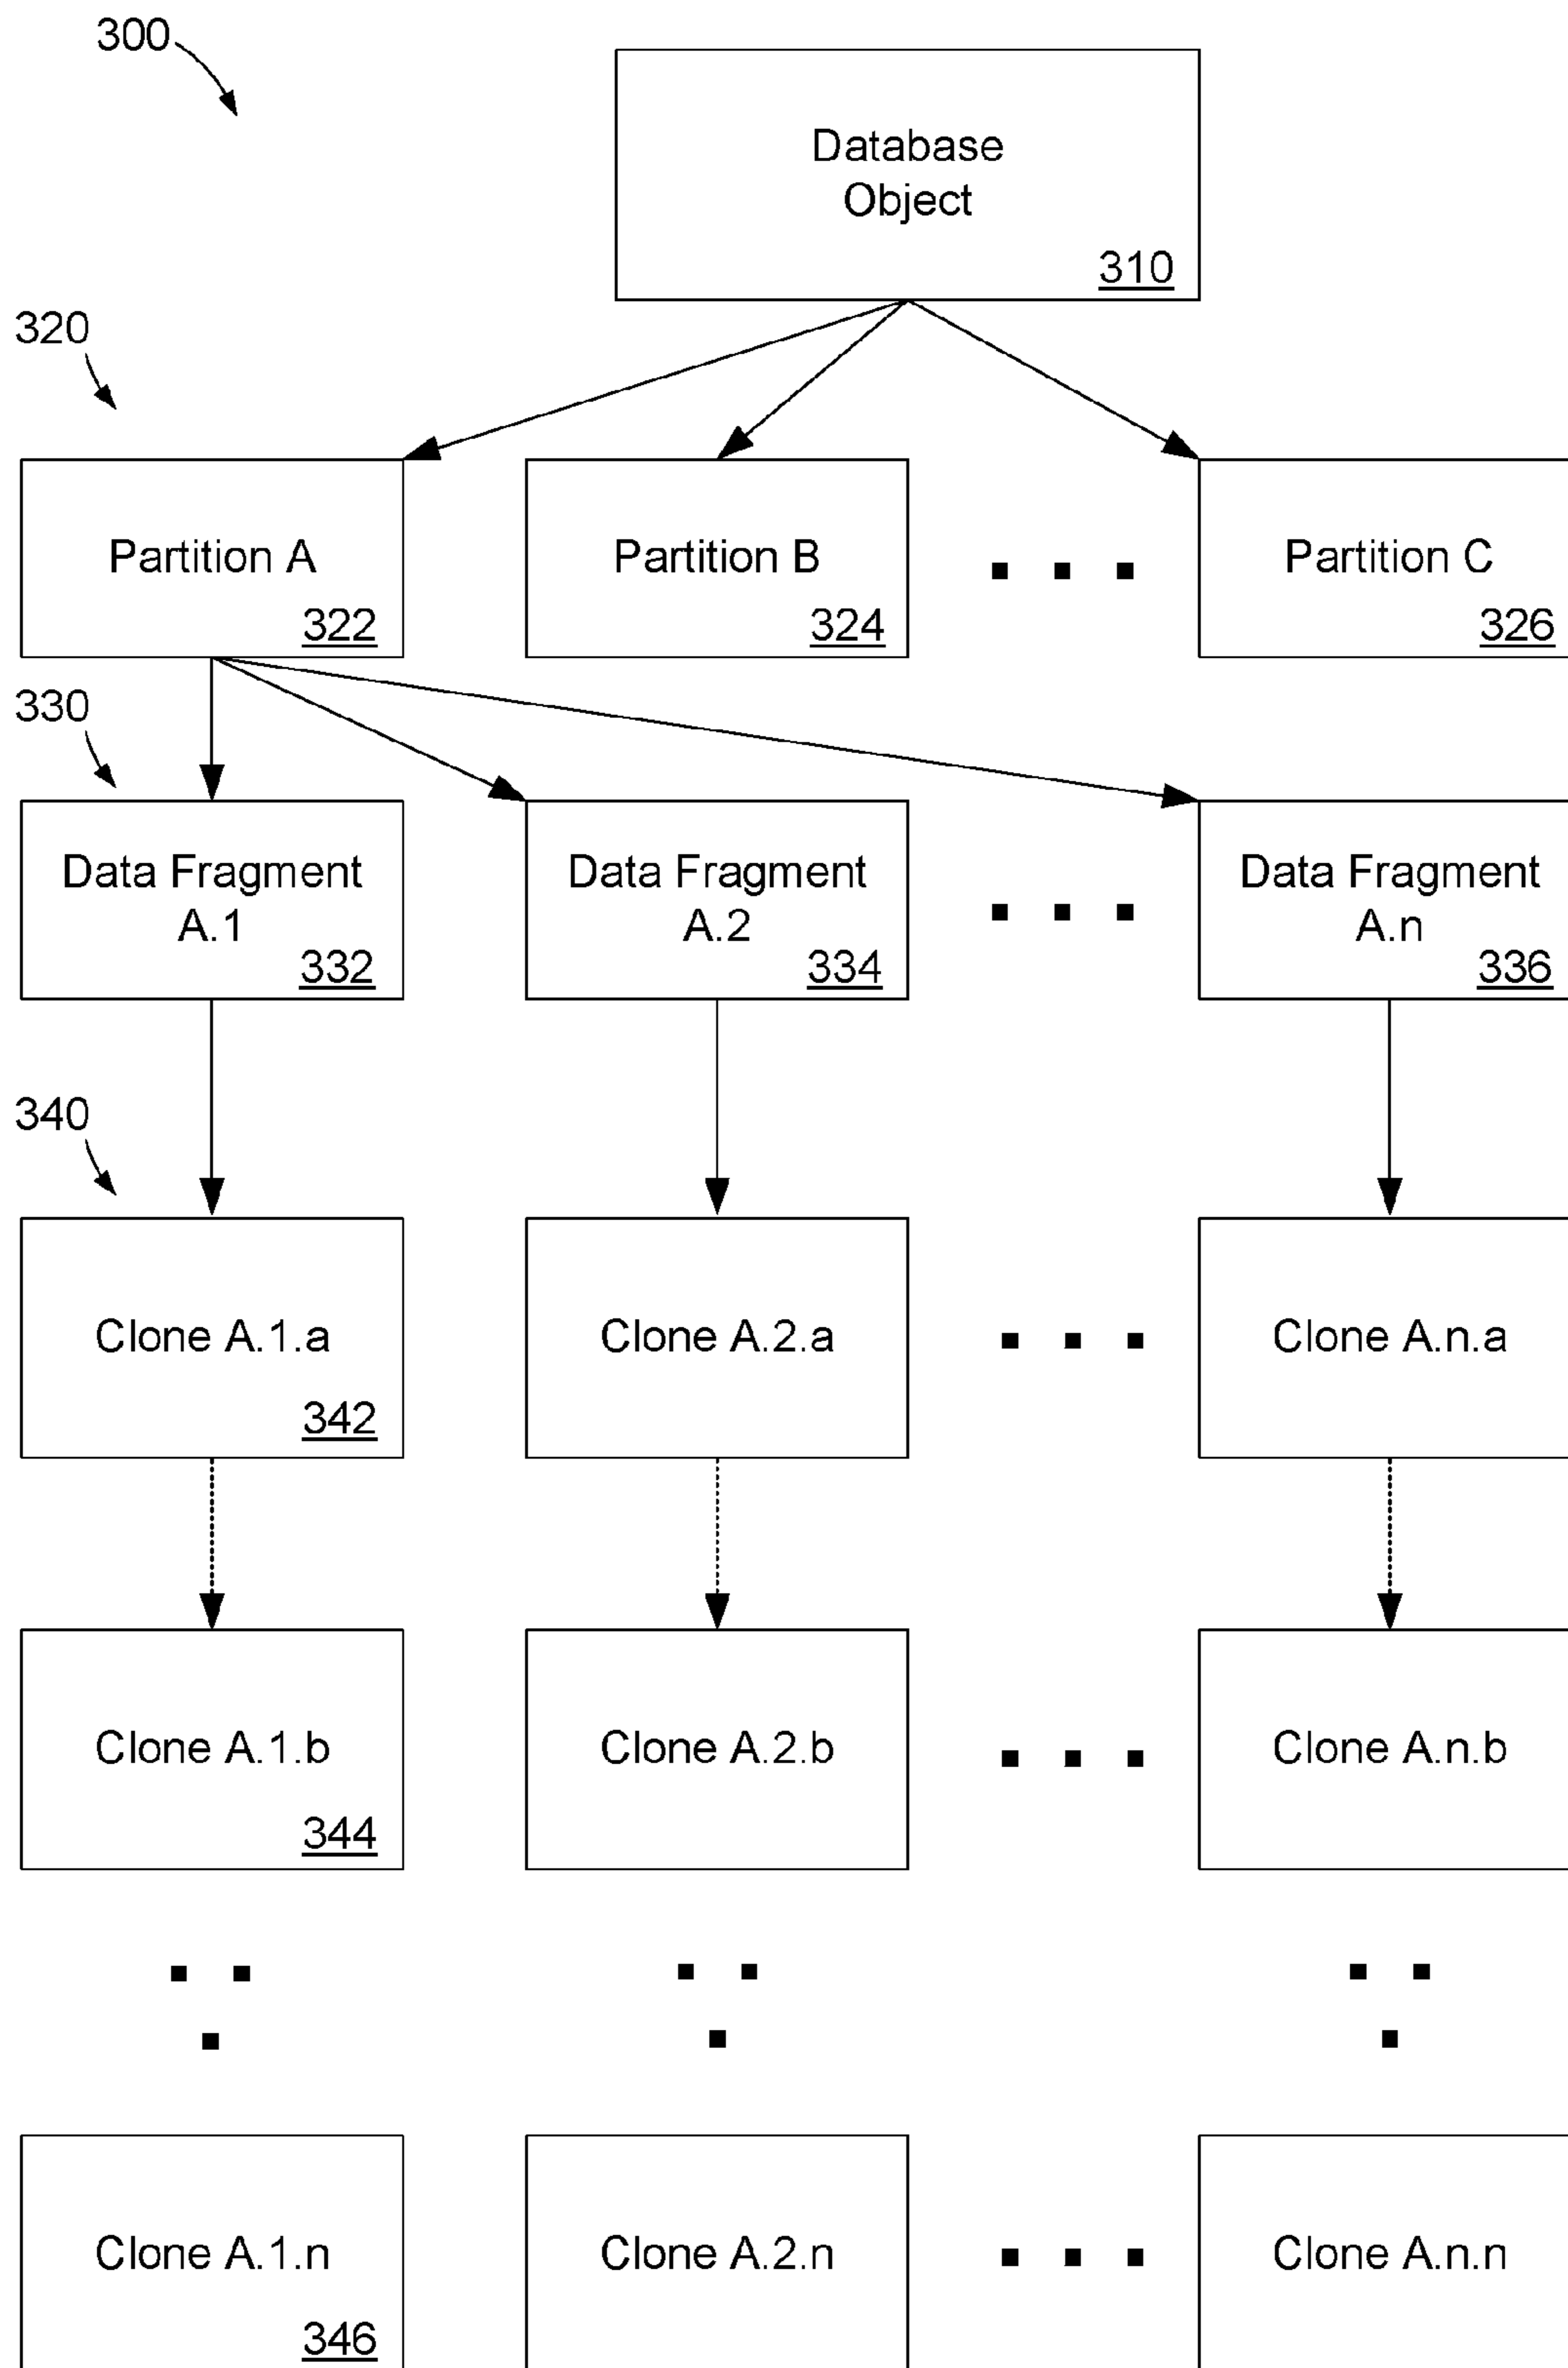 300
Database
Object
310
320
Partition A
322
Partition B
324
Partition C
326
330
Data Fragment
A.1
332
Data Fragment
A.2
334
Data Fragment
A.n
336
340
Clone A.1.a
342
Clone A.2.a
Clone A.n.a
Clone A.1.b
344
Clone A.2.b
Clone A.n.b
Clone A.1.n
346
Clone A.2.n
Clone A.n.n